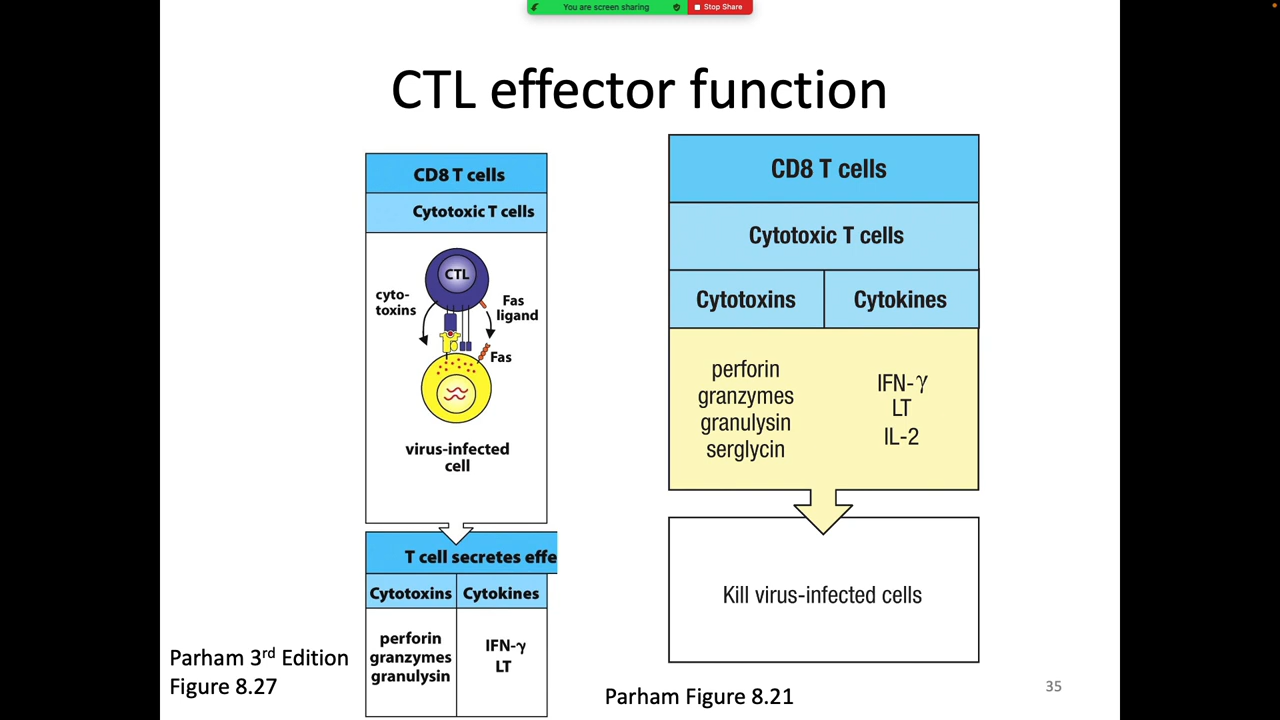 You are screen sharing
Stop Share
CTL effector function
CD8 T cells
Cytotoxic T cells
CTL
cyto-
toxins
Fas
ligand
Fas
virus-infected
cell
T cell secretes effe
Cytotoxins
Cytokines
perforin
granzymes
granulysin
IFN-γ
LT
Parham 3rd Edition
Figure 8.27
CD8 T cells
Cytotoxic T cells
Cytotoxins
Cytokines
perforin
granzymes
granulysin
serglycin
IFN-γ
LT
IL-2
Kill virus-infected cells
Parham Figure 8.21
35